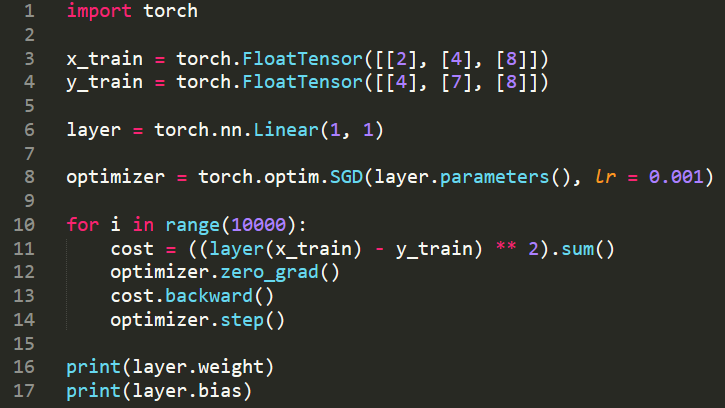 1 import torch
2
3 x_train = torch.FloatTensor([[2], [4], [8]])
4 y_train = torch.FloatTensor([[4], [7], [8]])
5
6 layer = torch.nn.Linear(1, 1)
7
8 optimizer = torch.optim.SGD(layer.parameters(), lr = 0.001)
9
10 for i in range(10000):
11     cost = ((layer(x_train) - y_train) ** 2).sum()
12     optimizer.zero_grad()
13     cost.backward()
14     optimizer.step()
15
16 print(layer.weight)
17 print(layer.bias)